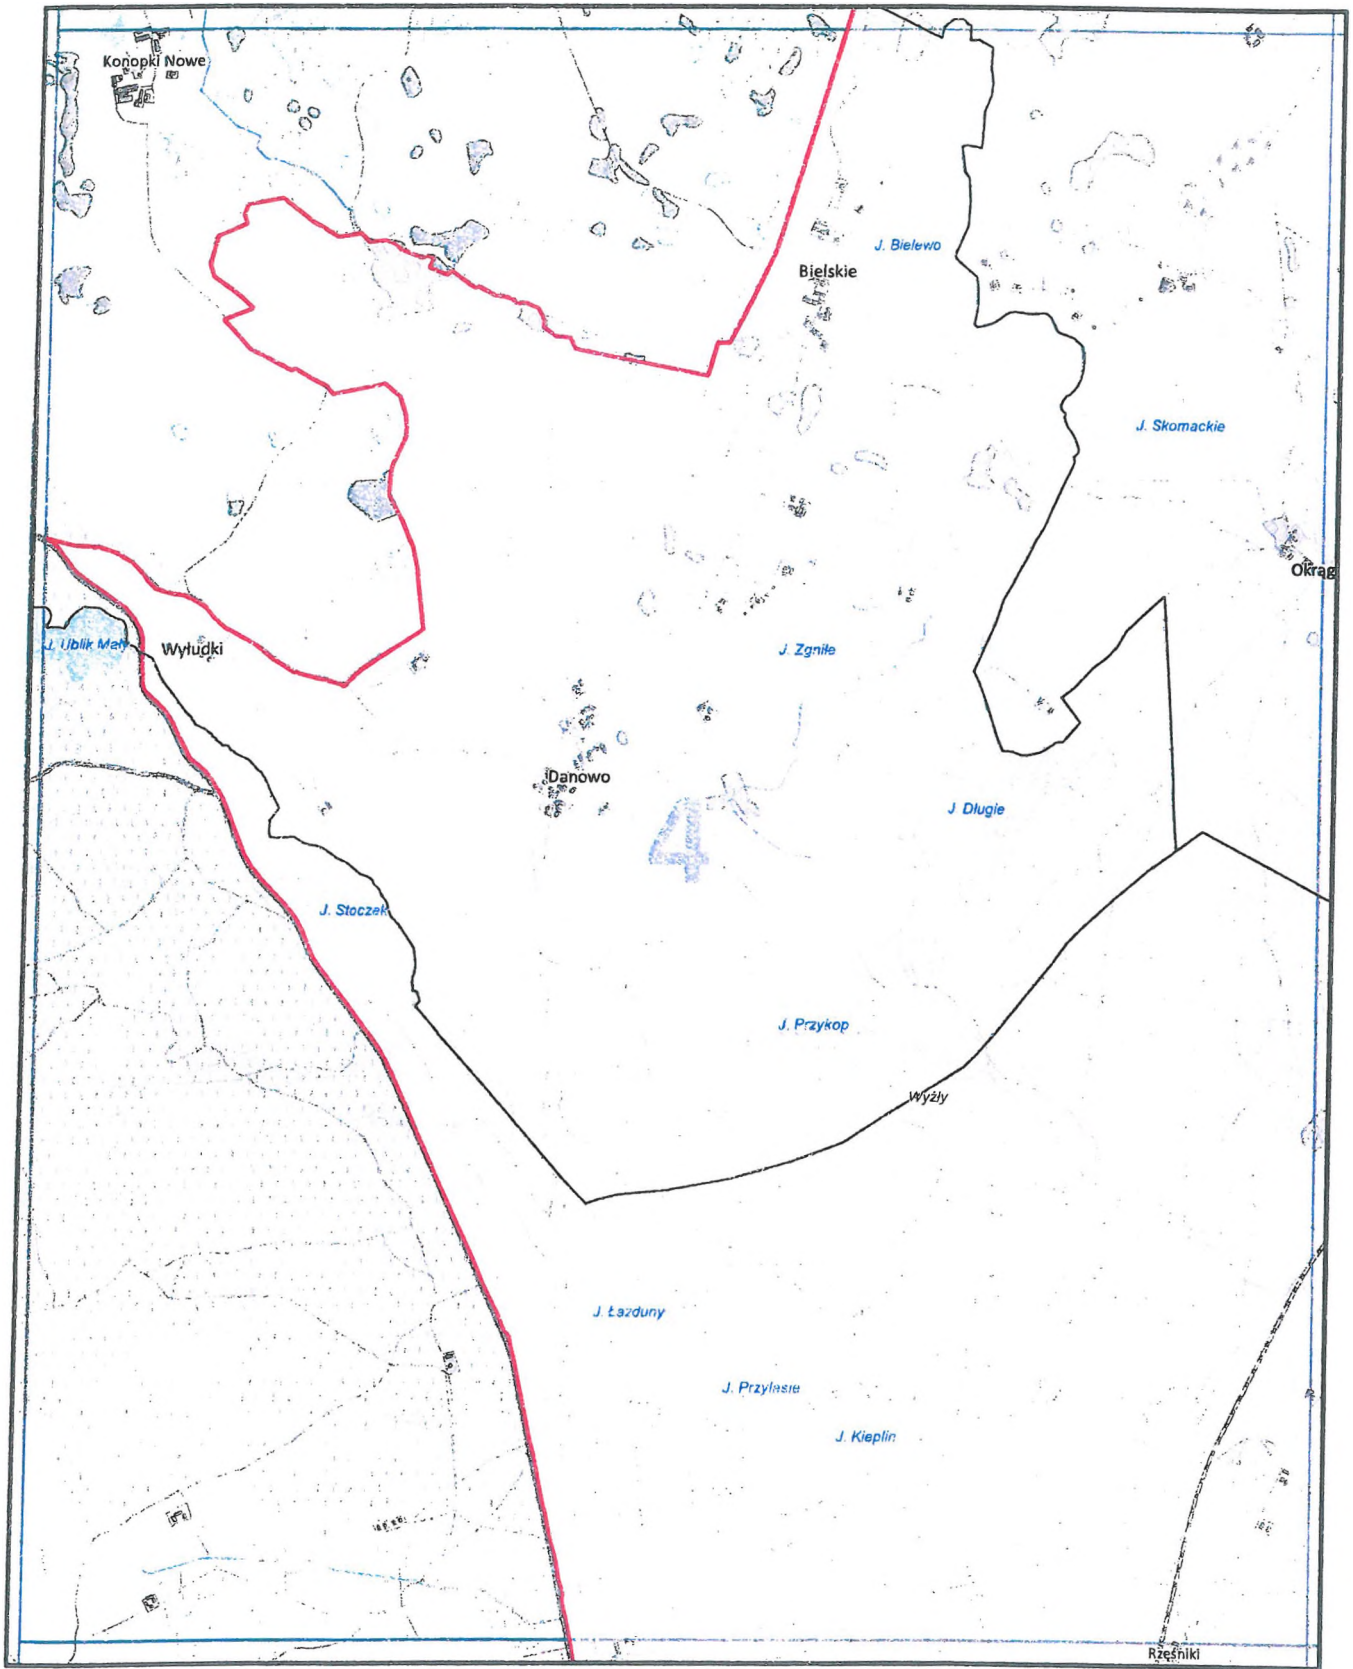 Konopki Nowe
J. Bielewo
Bielskie
J. Skomackie
Okrąg
J. Ublik Mały
Wyłudki
J. Zgniłe
Danowo
J. Długie
4
J. Stoczek
J. Przykop
Wyżły
J. Łazduny
J. Przylasie
J. Kieplin
Rześniki